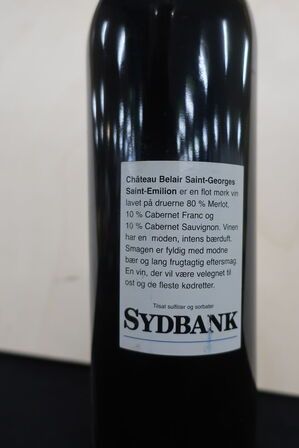 Château Belair Saint-Georges
Saint-Emilion er en flot mørk vin
lavet på druerne 80 % Merlot,
10 % Cabernet Franc og
10 % Cabernet Sauvignon. Vinen
har en moden, intens bærduft.
Smagen er fyldig med modne
bær og lang frugtagtig eftersmag.
En vin, der vil være velegnet til
ost og de fleste kødretter.
Tilsat sulfitter og sorbater
SYDBANK